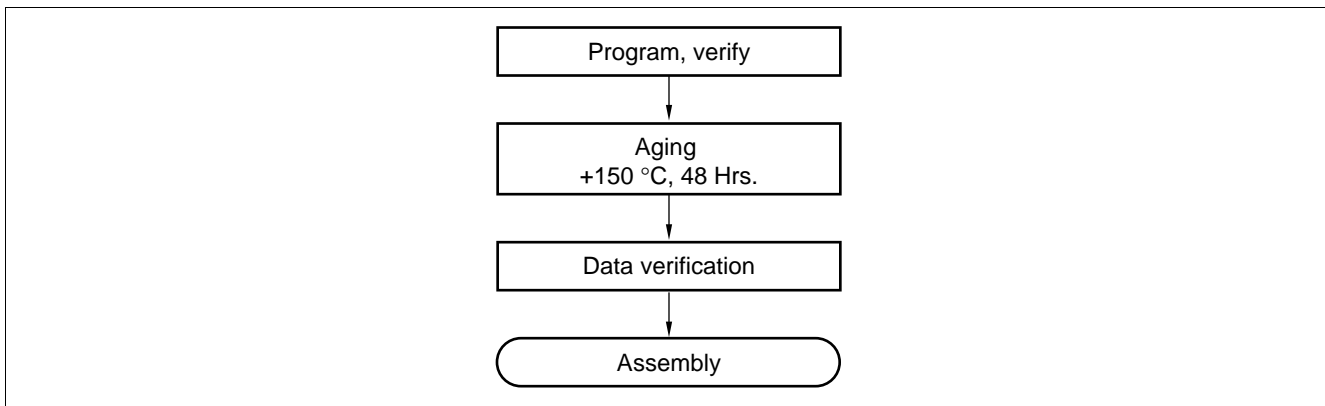 Program, verify
Aging
+150 °C, 48 Hrs.
Data verification
Assembly